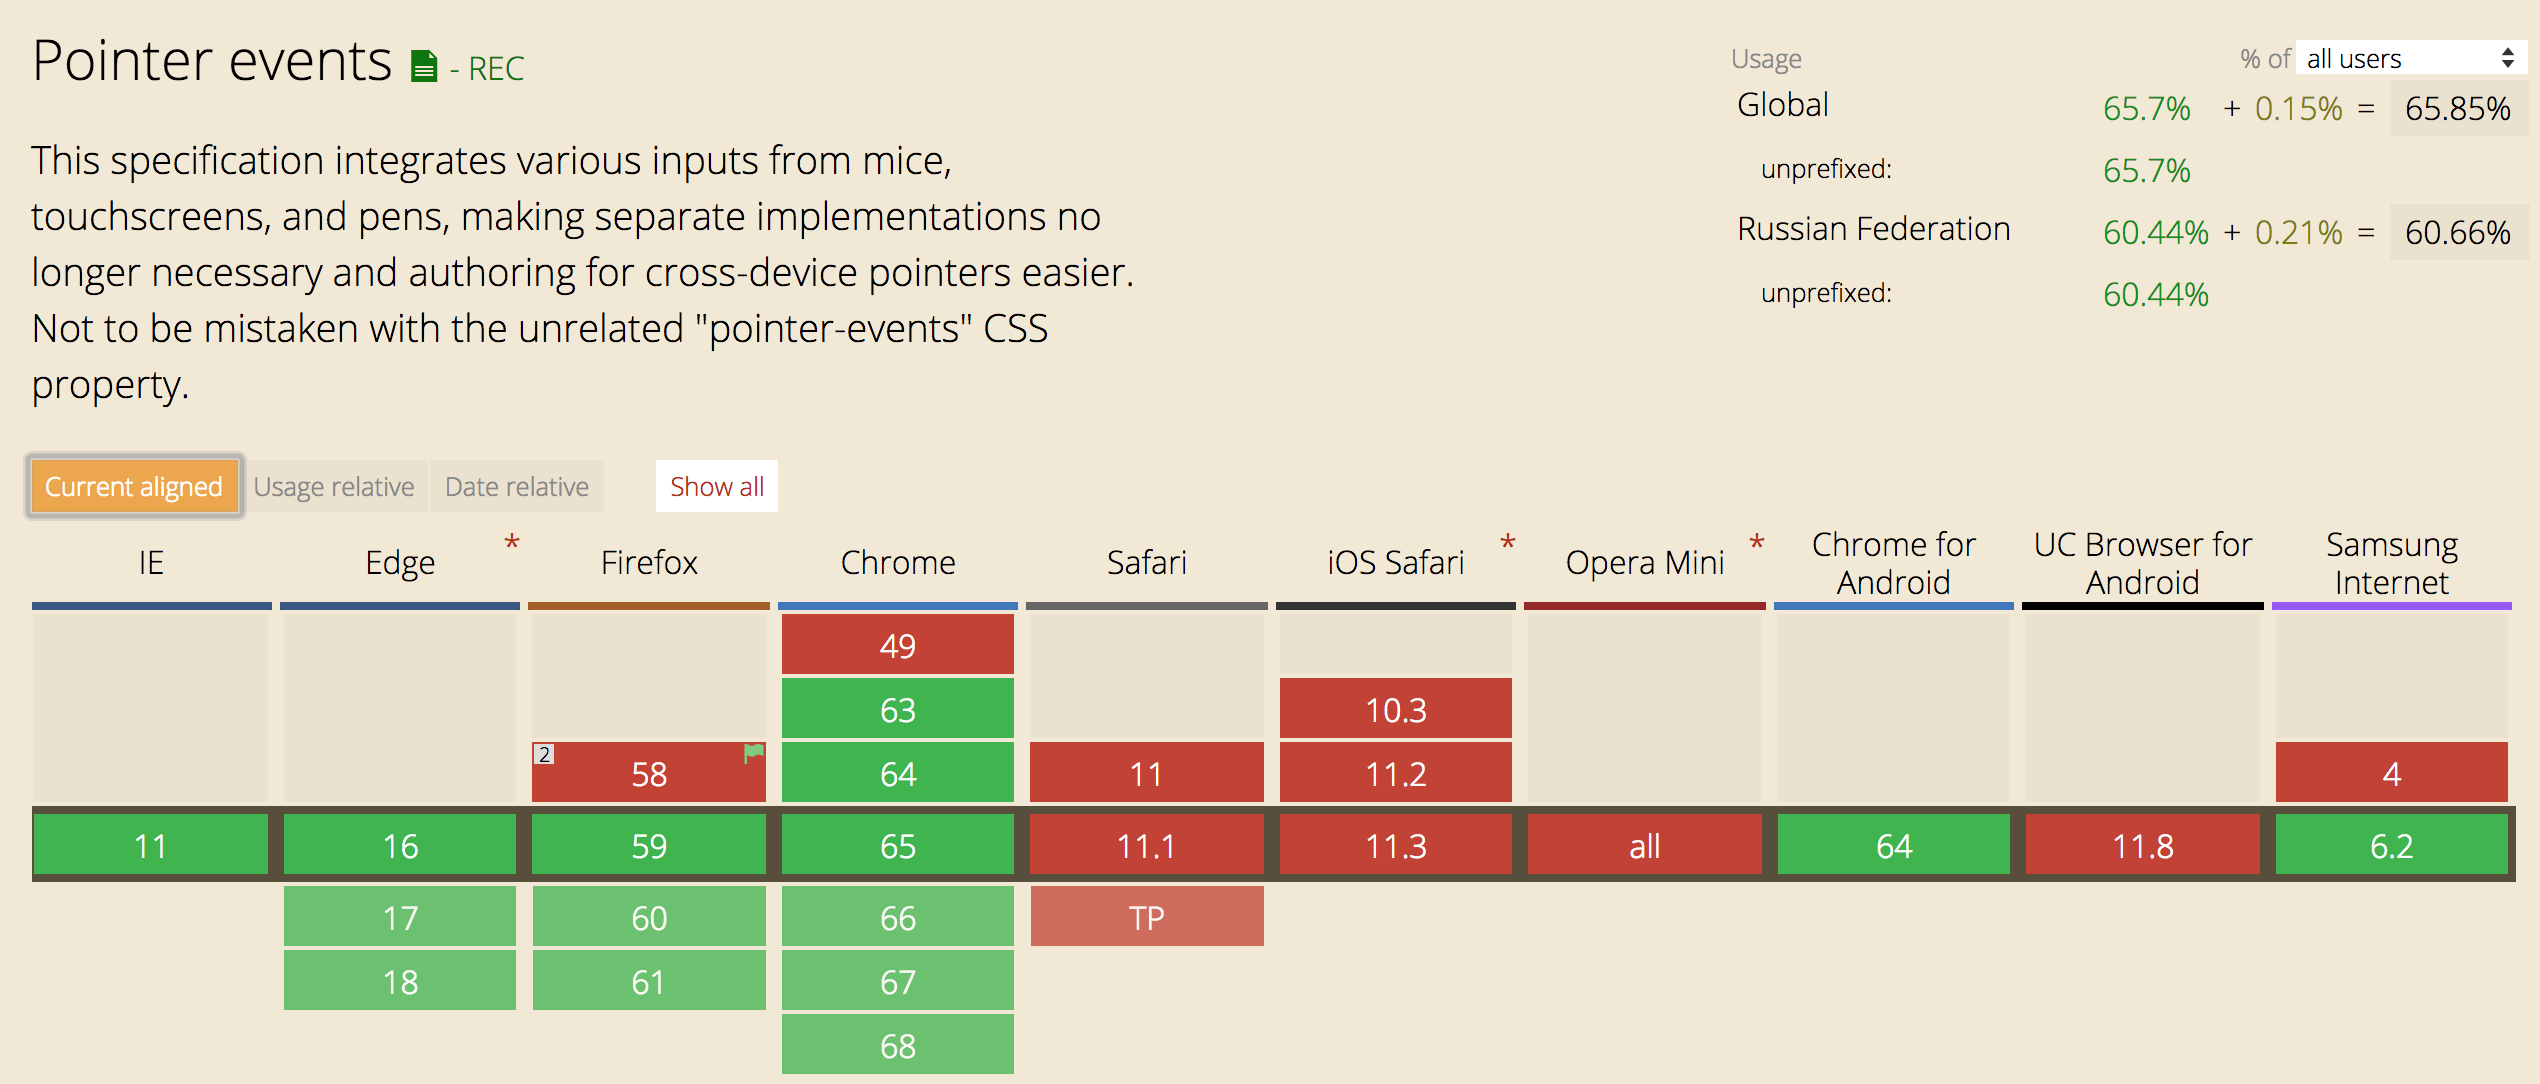 Pointer events - REC
This specification integrates various inputs from mice,
touchscreens, and pens, making separate implementations no
longer necessary and authoring for cross-device pointers easier.
Not to be mistaken with the unrelated "pointer-events" CSS
property.
Usage % of all users
Global 65.7% + 0.15% = 65.85%
unprefixed: 65.7%
Russian Federation 60.44% + 0.21% = 60.66%
unprefixed: 60.44%
Current aligned Usage relative Date relative Show all
IE Edge * Firefox Chrome Safari iOS Safari * Opera Mini * Chrome for Android UC Browser for Android Samsung Internet
49
63 10.3
2 58 64 11 11.2 4
11 16 59 65 11.1 11.3 all 64 11.8 6.2
17 60 66 TP
18 61 67
68